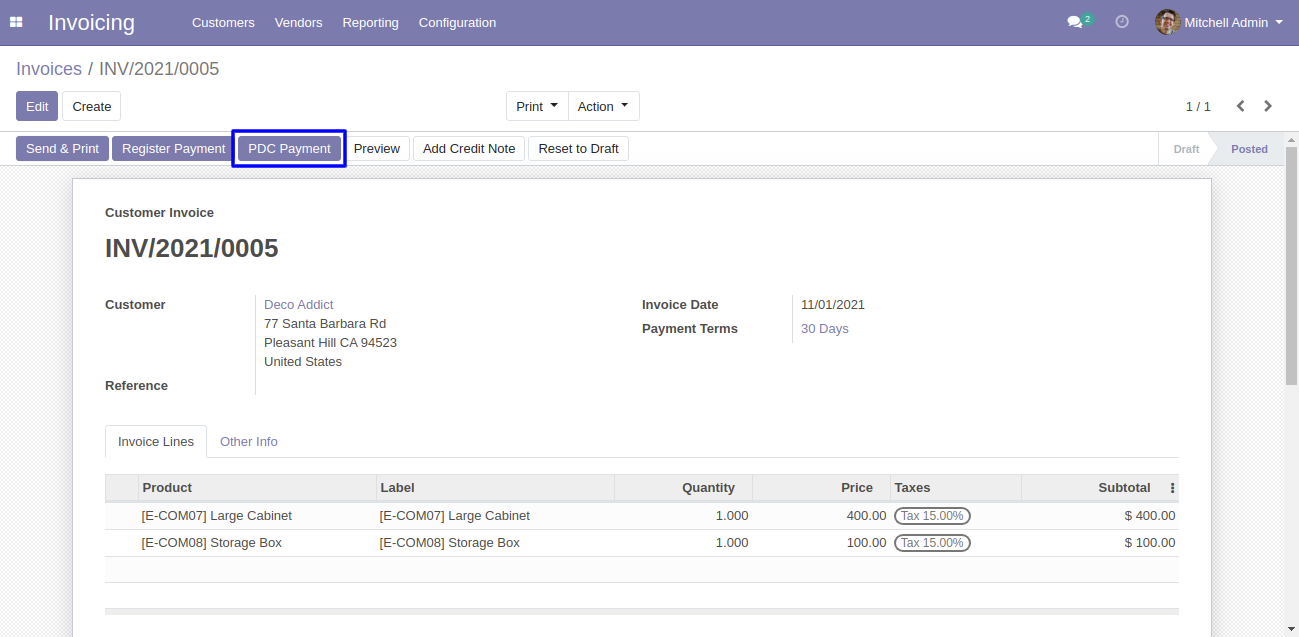 Invoicing Customers Vendors Reporting Configuration 2 Mitchell Admin
Invoices / INV/2021/0005
Edit Create Print Action 1 / 1
Send & Print Register Payment PDC Payment Preview Add Credit Note Reset to Draft Draft Posted
Customer Invoice
INV/2021/0005
Customer Deco Addict Invoice Date 11/01/2021
77 Santa Barbara Rd
Payment Terms 30 Days
Pleasant Hill CA 94523
United States
Reference
Invoice Lines Other Info
Product Label Quantity Price Taxes Subtotal
[E-COM07] Large Cabinet [E-COM07] Large Cabinet 1.000 400.00 Tax 15.00% $ 400.00
[E-COM08] Storage Box [E-COM08] Storage Box 1.000 100.00 Tax 15.00% $ 100.00